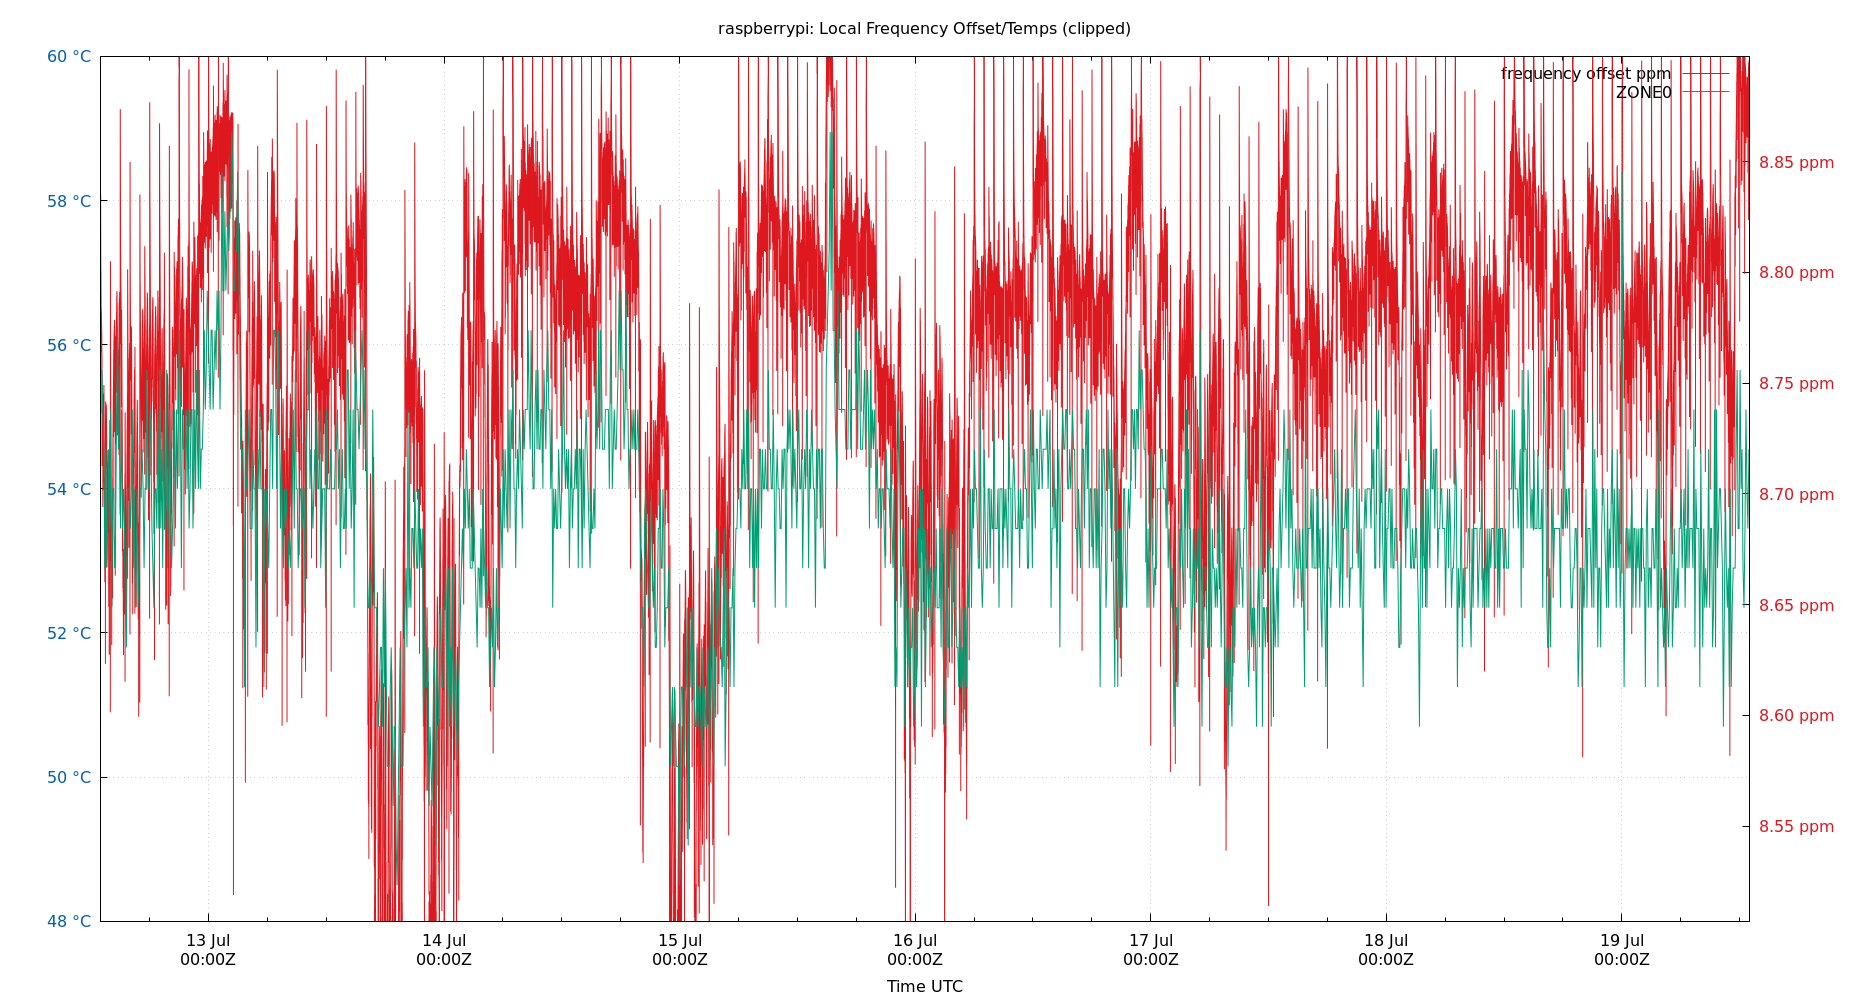 raspberrypi: Local Frequency Offset/Temps (clipped)
60 °C
58 °C
56 °C
54 °C
52 °C
50 °C
48 °C
frequency offset ppm
ZONE0
8.85 ppm
8.80 ppm
8.75 ppm
8.70 ppm
8.65 ppm
8.60 ppm
8.55 ppm
13 Jul 14 Jul 15 Jul 16 Jul 17 Jul 18 Jul 19 Jul
00:00Z 00:00Z 00:00Z 00:00Z 00:00Z 00:00Z 00:00Z
Time UTC